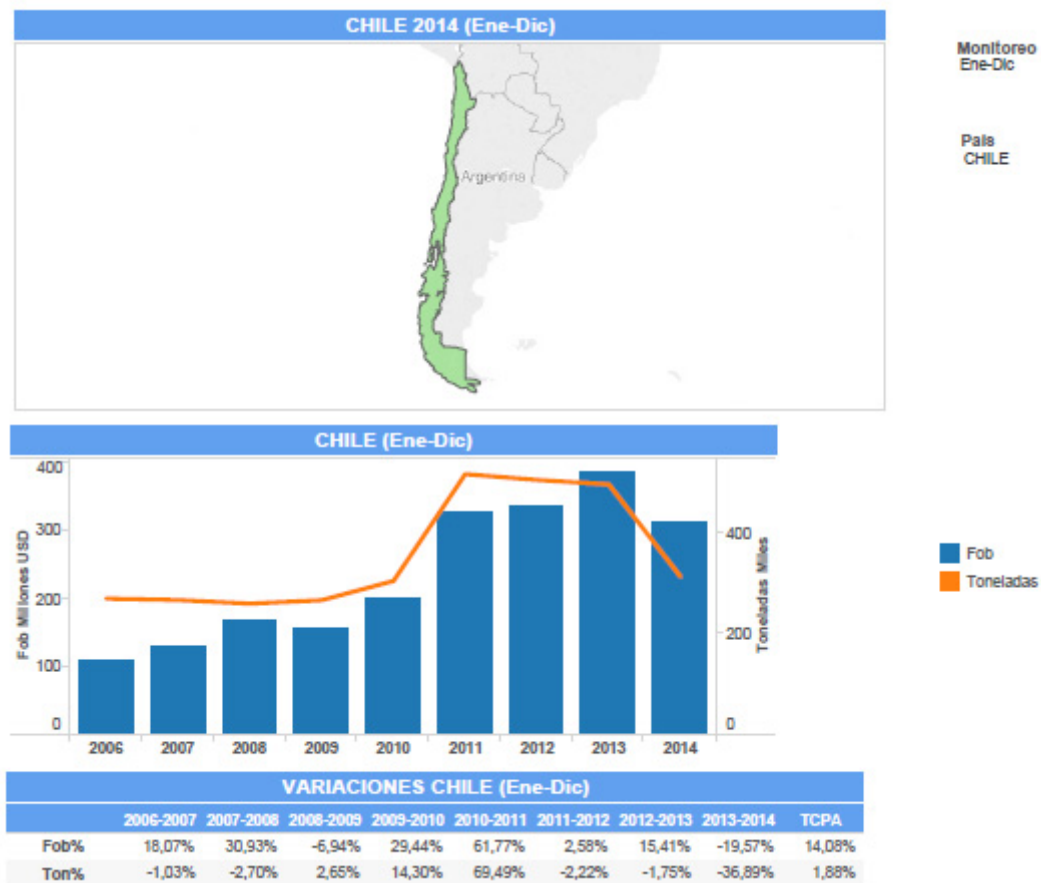 CHILE 2014 (Ene-Dic)
Monitoreo
Ene-Dic
País
CHILE
Argentina
CHILE (Ene-Dic)
Fob Millones USD
400
300
200
100
0
400
200
0
Toneladas Miles
2006 2007 2008 2009 2010 2011 2012 2013 2014
Fob
Toneladas
VARIACIONES CHILE (Ene-Dic)
2006-2007 2007-2008 2008-2009 2009-2010 2010-2011 2011-2012 2012-2013 2013-2014 TCPA
Fob% 18,07% 30,93% -6,94% 29,44% 61,77% 2,58% 15,41% -19,57% 14,08%
Ton% -1,03% -2,70% 2,65% 14,30% 69,49% -2,22% -1,75% -36,89% 1,88%